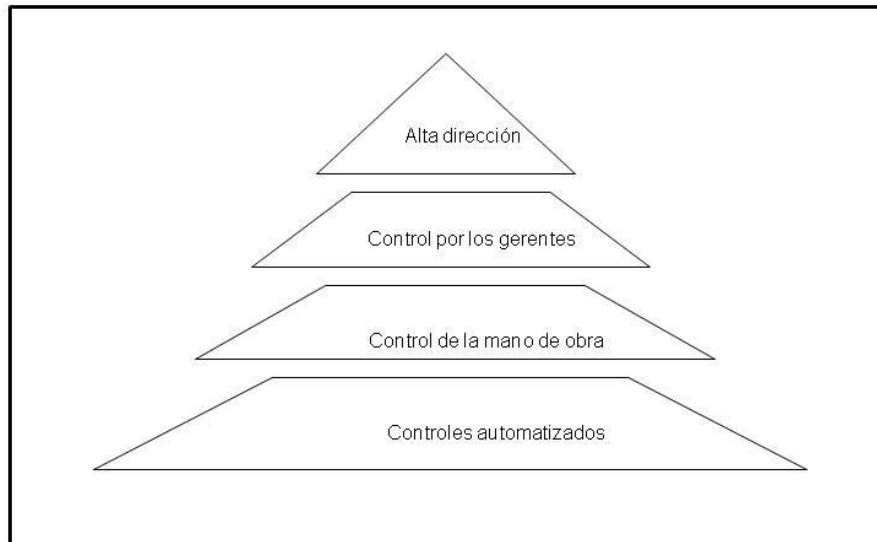 Alta dirección
Control por los gerentes
Control de la mano de obra
Controles automatizados